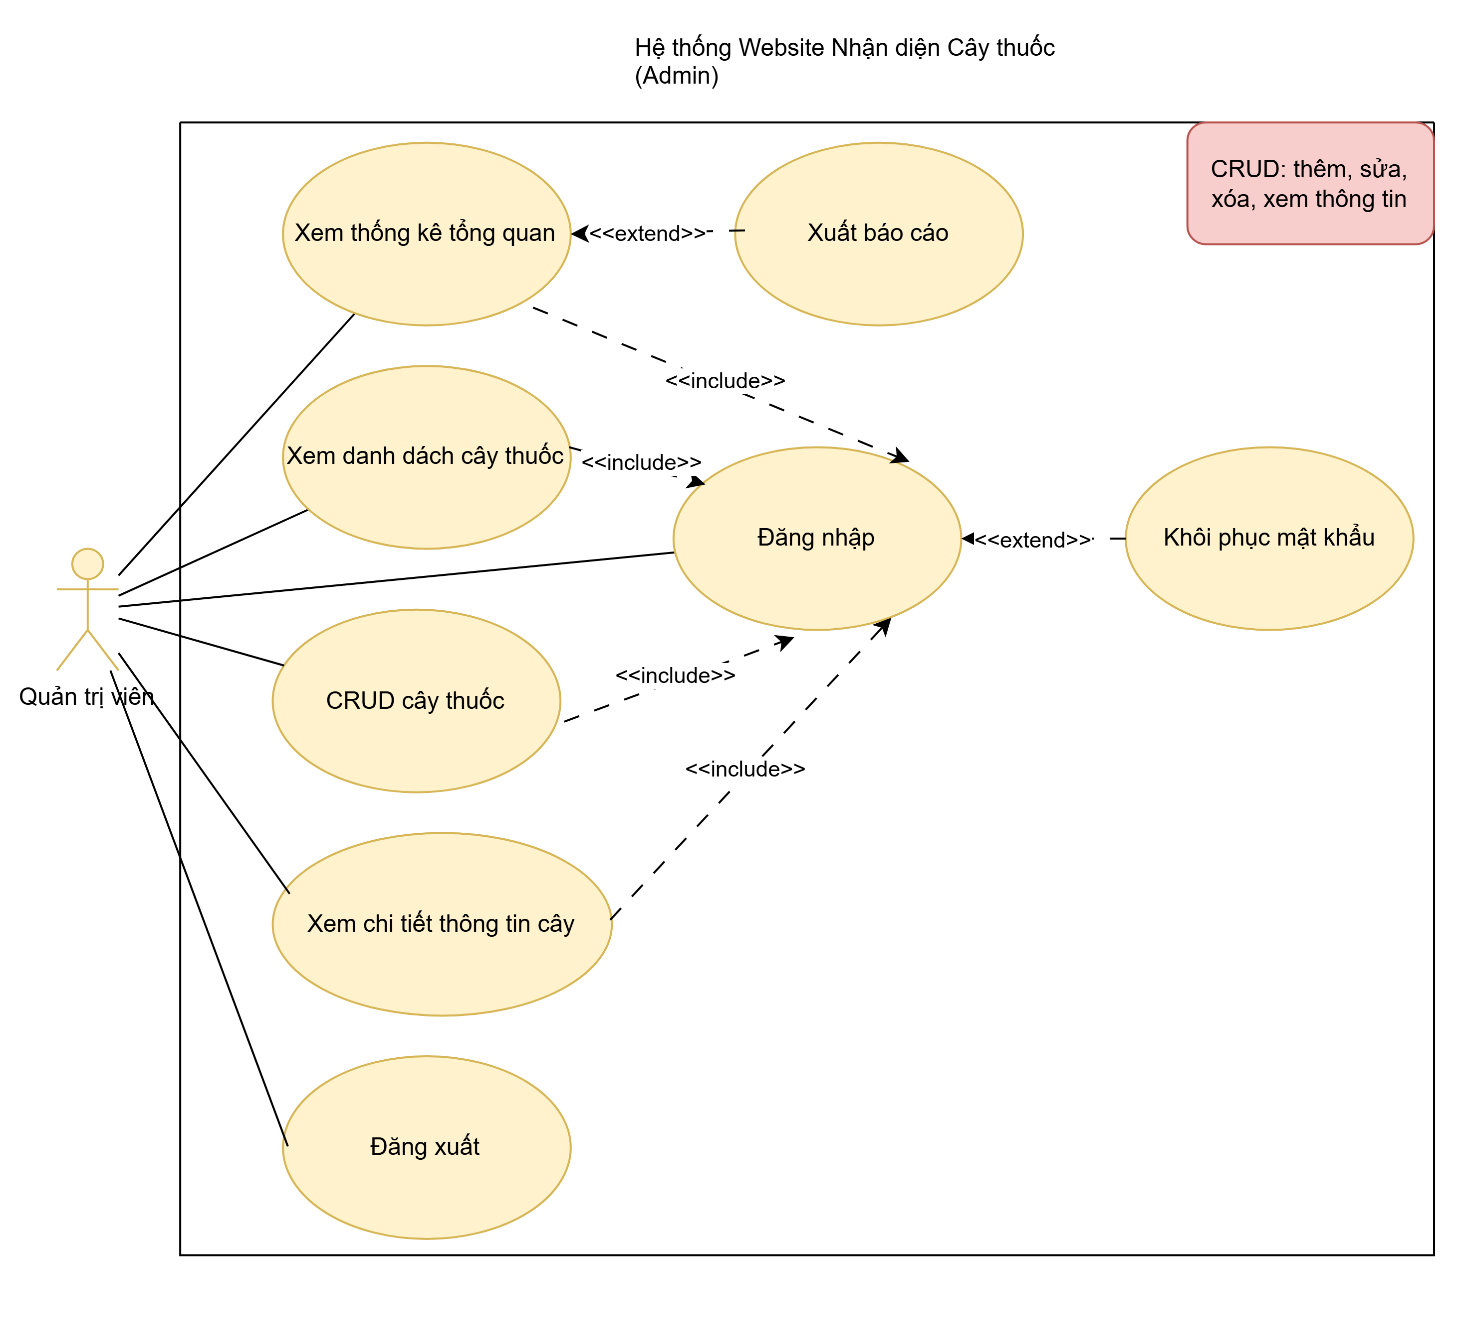 Hệ thống Website Nhận diện Cây thuốc
(Admin)
CRUD: thêm, sửa,
xóa, xem thông tin
Xem thống kê tổng quan
<<extend>>
Xuất báo cáo
<<include>>
Xem danh dách cây thuốc
<<include>>
Đăng nhập
<<extend>>
Khôi phục mật khẩu
Quản trị viên
CRUD cây thuốc
<<include>>
<<include>>
Xem chi tiết thông tin cây
Đăng xuất